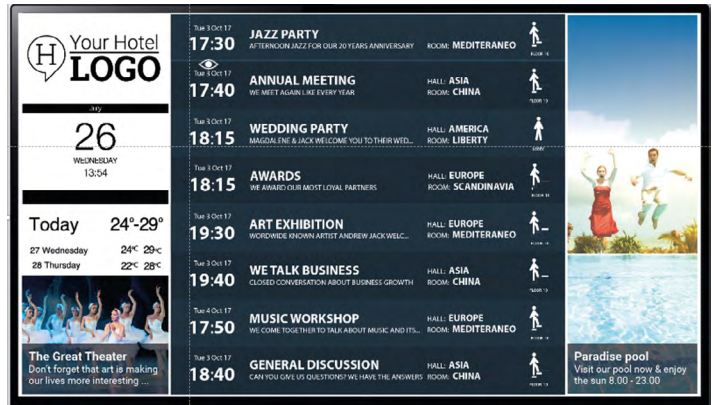 H
Your Hotel
LOGO
July
26
WEDNESDAY
13:54
Today 24°-29°
27 Wednesday 24°C 29°C
28 Thursday 22°C 28°C
The Great Theater
Don't forget that art is making
our lives more interesting ...
Tue 3 Oct 17
17:30
JAZZ PARTY
AFTERNOON JAZZ FOR OUR 20 YEARS ANNIVERSARY
ROOM: MEDITERANEO
Tue 3 Oct 17
17:40
ANNUAL MEETING
WE MEET AGAIN LIKE EVERY YEAR
HALL: ASIA
ROOM: CHINA
Tue 3 Oct 17
18:15
WEDDING PARTY
MAGDALENE & JACK WELCOME YOU TO THEIR WED...
HALL: AMERICA
ROOM: LIBERTY
Tue 3 Oct 17
18:15
AWARDS
WE AWARD OUR MOST LOYAL PARTNERS
HALL: EUROPE
ROOM: SCANDINAVIA
Tue 3 Oct 17
19:30
ART EXHIBITION
WORDWIDE KNOWN ARTIST ANDREW JACK WELC...
HALL: EUROPE
ROOM: MEDITERANEO
Tue 3 Oct 17
19:40
WE TALK BUSINESS
CLOSED CONVERSATION ABOUT BUSINESS GROWTH
HALL: ASIA
ROOM: CHINA
Tue 4 Oct 17
17:50
MUSIC WORKSHOP
WE COME TOGETHER TO TALK ABOUT MUSIC AND ITS...
HALL: EUROPE
ROOM: MEDITERANEO
Tue 3 Oct 17
18:40
GENERAL DISCUSSION
CAN YOU GIVE US QUESTIONS? WE HAVE THE ANSWERS
HALL: ASIA
ROOM: CHINA
Paradise pool
Visit our pool now & enjoy
the sun 8.00 - 23.00